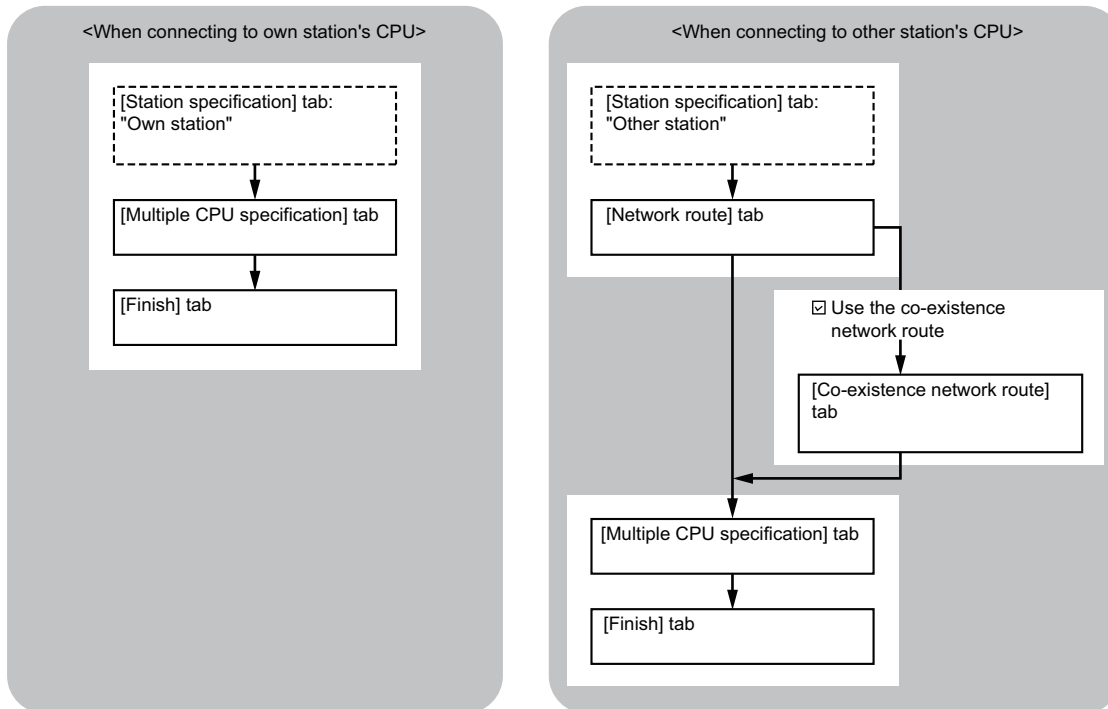 <When connecting to own station's CPU>
[Station specification] tab:
"Own station"
[Multiple CPU specification] tab
[Finish] tab
<When connecting to other station's CPU>
[Station specification] tab:
"Other station"
[Network route] tab
☑ Use the co-existence
network route
[Co-existence network route]
tab
[Multiple CPU specification] tab
[Finish] tab